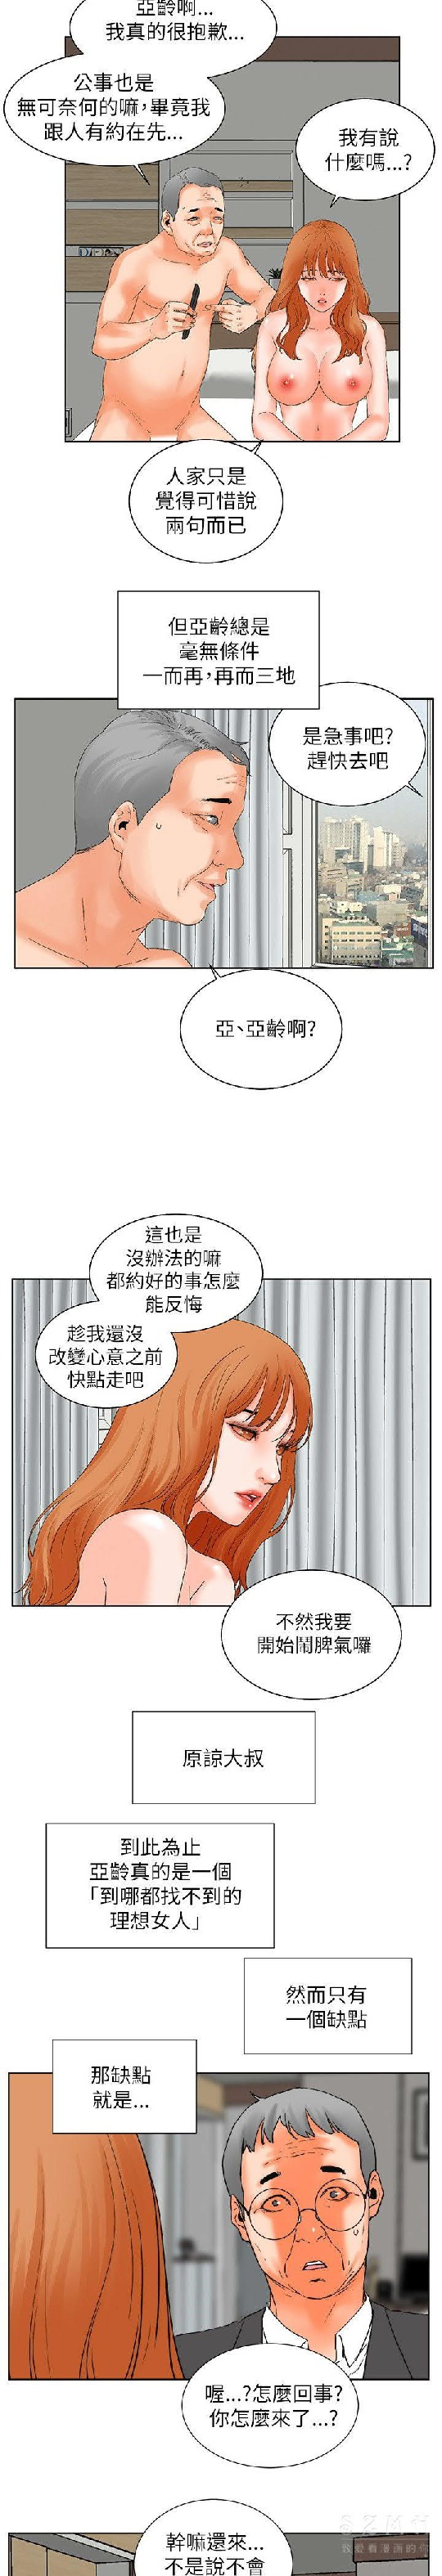 亞齡啊...
我真的很抱歉...
公事也是
無可奈何的嘛，畢竟我
跟人有約在先...
我有說
什麼嗎...?
人家只是
覺得可惜說
兩句而已
但亞齡總是
毫無條件
一而再，再而三地
是急事吧?
趕快去吧
亞、亞齡啊?
這也是
沒辦法的嘛
都約好的事怎麼
能反悔
趁我還沒
改變心意之前
快點走吧
不然我要
開始鬧脾氣囉
原諒大叔
到此為止
亞齡真的是一個
「到哪都找不到的
理想女人」
然而只有
一個缺點
那缺點
就是...
喔...?怎麼回事?
你怎麼來了...?
SZMH
我愛看漫画的你
幹嘛還來...
不是說不會